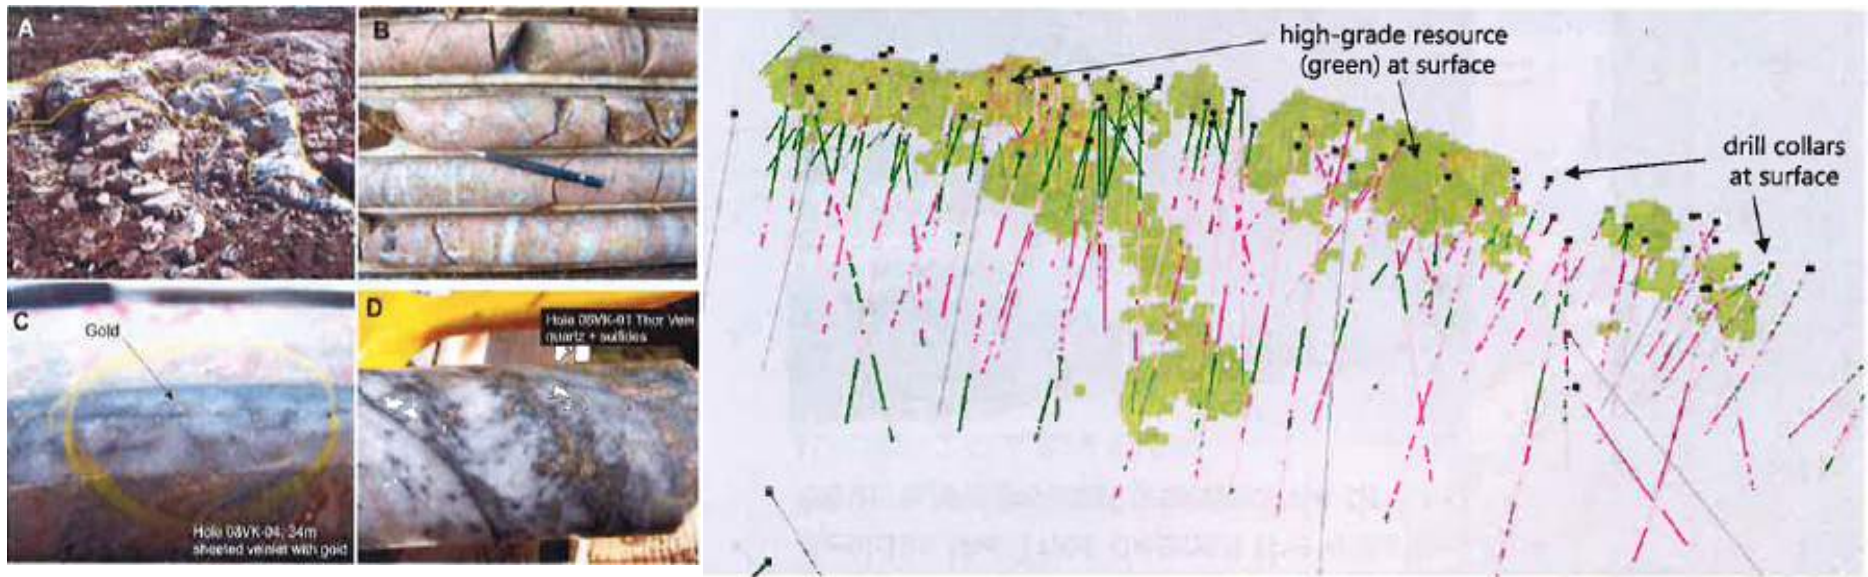 A
B
C
Gold
Hole 08VK-04, 34m
sheeted veinlet with gold
D
Hole 08VK-01 Thor Vein
quartz + sulfides
high-grade resource
(green) at surface
drill collars
at surface